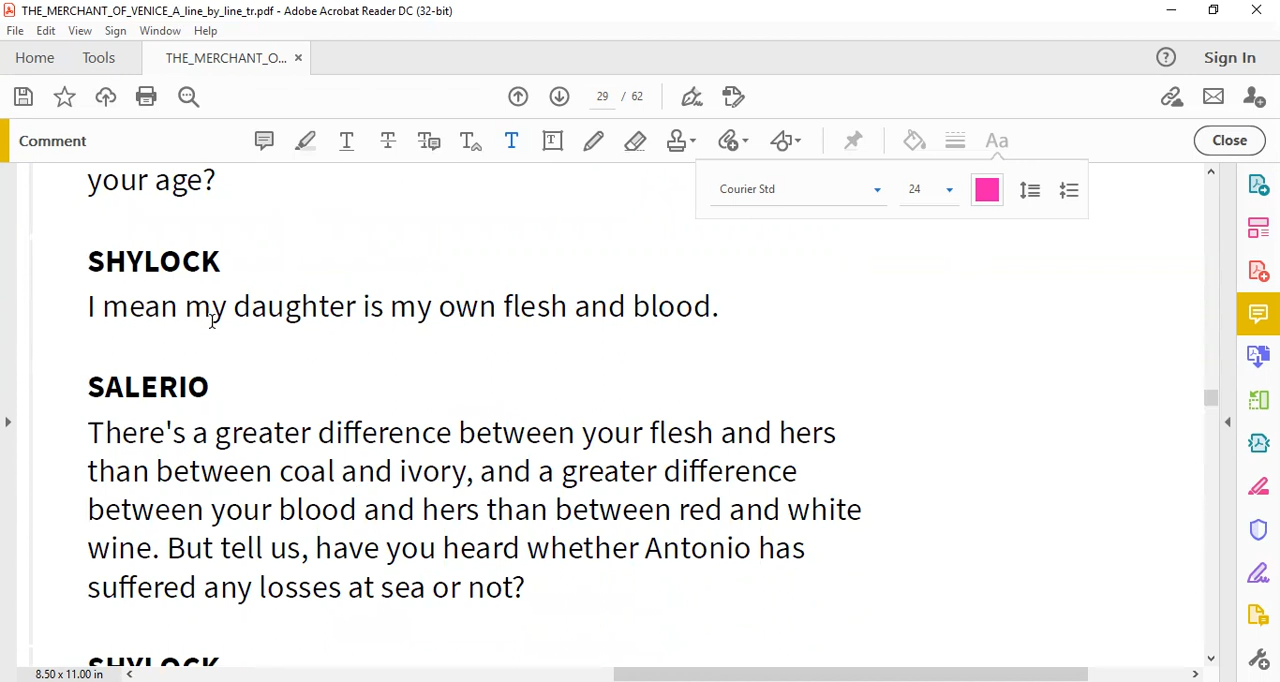 THE_MERCHANT_OF_VENICE_A_line_by_line_tr.pdf - Adobe Acrobat Reader DC (32-bit)
File Edit View Sign Window Help
Home Tools THE_MERCHANT_O... × Sign In
29 / 62
Comment Close
Courier Std 24
your age?
SHYLOCK
I mean my daughter is my own flesh and blood.
SALERIO
There's a greater difference between your flesh and hers
than between coal and ivory, and a greater difference
between your blood and hers than between red and white
wine. But tell us, have you heard whether Antonio has
suffered any losses at sea or not?
SHYLOCK
8.50 x 11.00 in